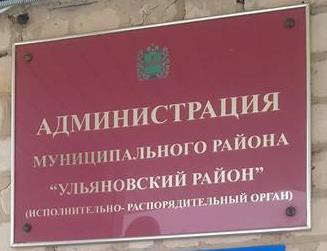 АДМИНИСТРАЦИЯ
МУНИЦИПАЛЬНОГО РАЙОНА
"УЛЬЯНОВСКИЙ РАЙОН"
(ИСПОЛНИТЕЛЬНО- РАСПОРЯДИТЕЛЬНЫЙ ОРГАН)